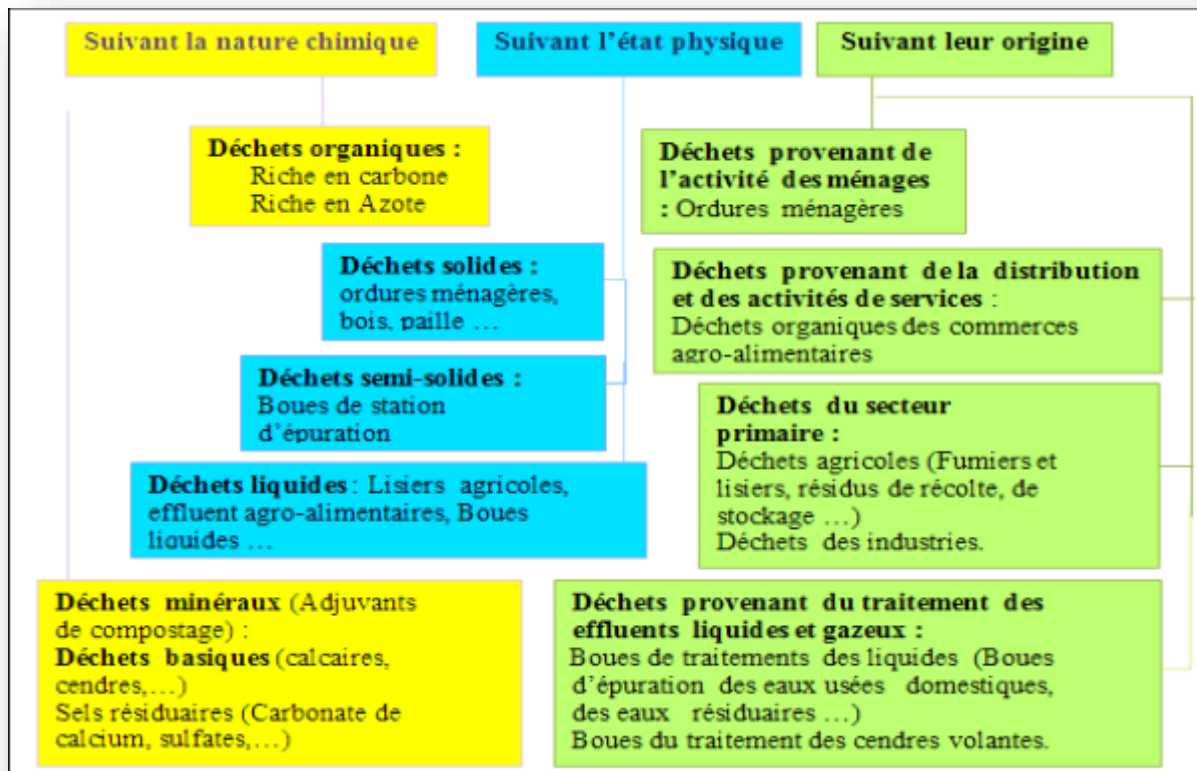 Suivant la nature chimique
Suivant l'état physique
Suivant leur origine
Déchets organiques :
Riche en carbone
Riche en Azote
Déchets solides :
ordures ménagères,
bois, paille …
Déchets semi-solides :
Boues de station
d'épuration
Déchets liquides : Lisiers agricoles,
effluent agro-alimentaires, Boues
liquides …
Déchets minéraux (Adjuvants
de compostage) :
Déchets basiques (calcaires,
cendres,…)
Sels résiduaires (Carbonate de
calcium, sulfates,…)
Déchets provenant de
l'activité des ménages
: Ordures ménagères
Déchets provenant de la distribution
et des activités de services :
Déchets organiques des commerces
agro-alimentaires
Déchets du secteur
primaire :
Déchets agricoles (Fumiers et
lisiers, résidus de récolte, de
stockage …)
Déchets des industries.
Déchets provenant du traitement des
effluents liquides et gazeux :
Boues de traitements des liquides (Boues
d'épuration des eaux usées domestiques,
des eaux résiduaires …)
Boues du traitement des cendres volantes.